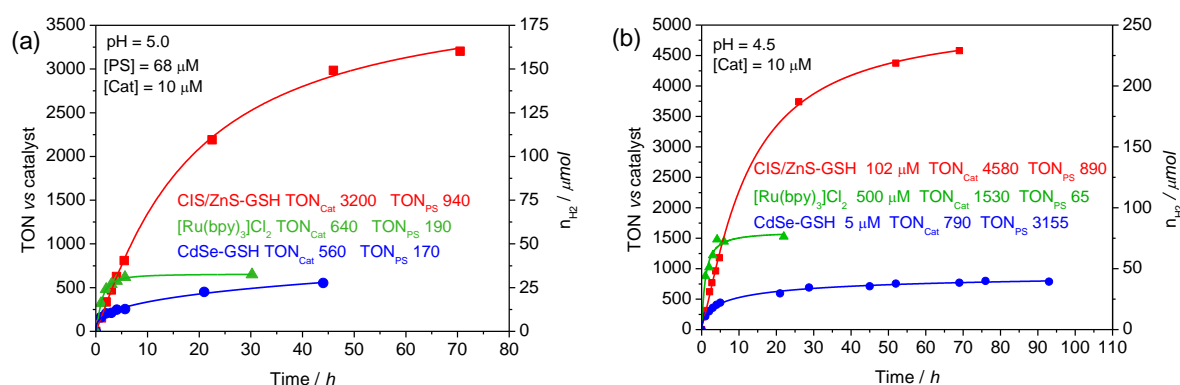 (a)
pH = 5.0
[PS] = 68 μM
[Cat] = 10 μM
CIS/ZnS-GSH TON_Cat 3200 TON_PS 940
[Ru(bpy)₃]Cl₂ TON_Cat 640 TON_PS 190
CdSe-GSH TON_Cat 560 TON_PS 170
TON vs catalyst
3500
3000
2500
2000
1500
1000
500
0
175
150
125
100
75
50
25
0
n_H2 / μmol
0 10 20 30 40 50 60 70 80
Time / h
(b)
pH = 4.5
[Cat] = 10 μM
CIS/ZnS-GSH 102 μM TON_Cat 4580 TON_PS 890
[Ru(bpy)₃]Cl₂ 500 μM TON_Cat 1530 TON_PS 65
CdSe-GSH 5 μM TON_Cat 790 TON_PS 3155
TON vs catalyst
5000
4500
4000
3500
3000
2500
2000
1500
1000
500
0
250
200
150
100
50
0
n_H2 / μmol
0 10 20 30 40 50 60 70 80 90 100 110
Time / h